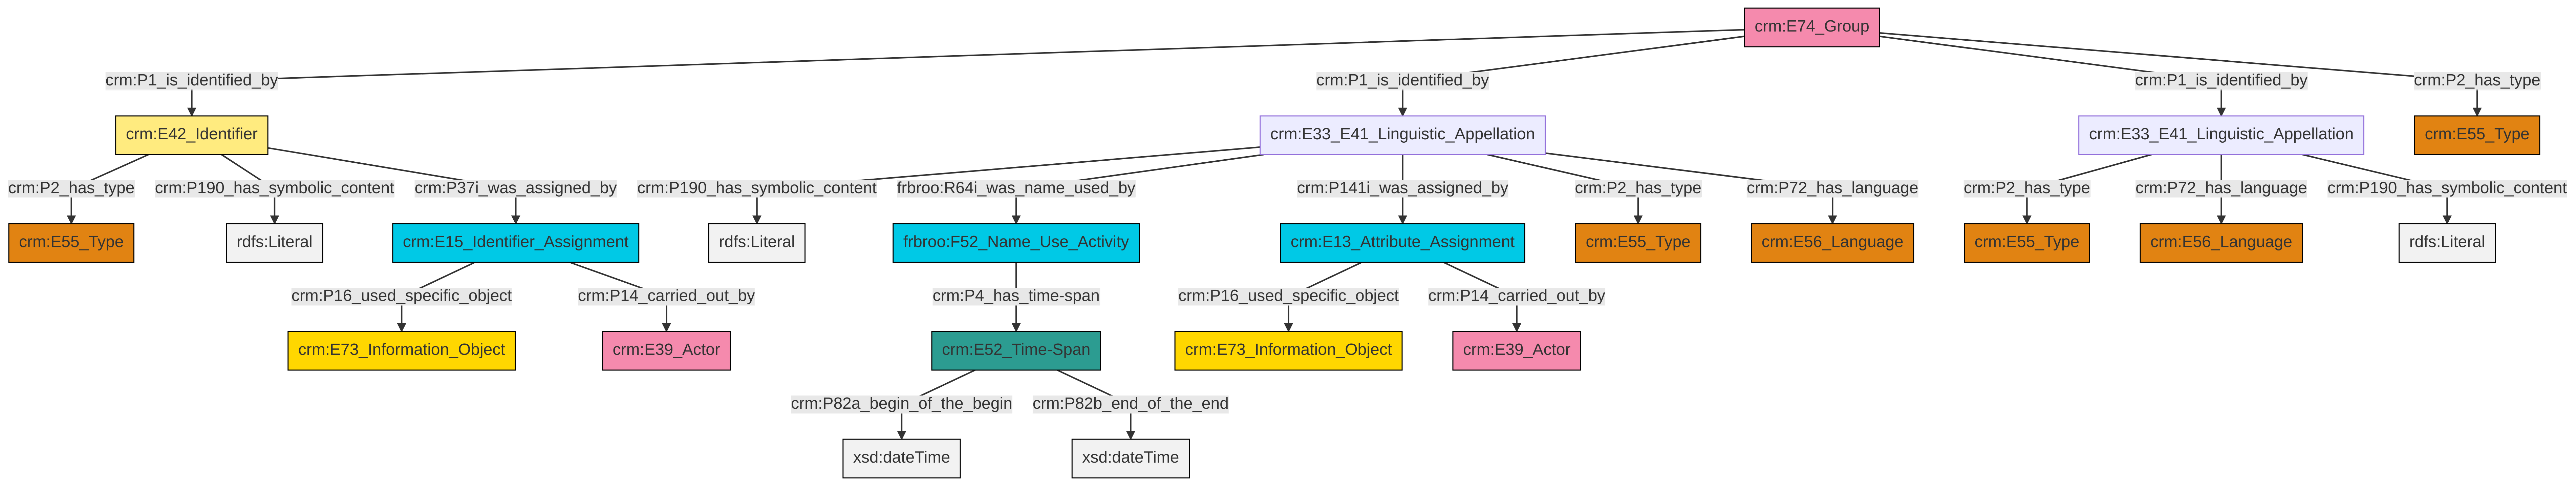 crm:E74_Group
crm:P1_is_identified_by
crm:P1_is_identified_by
crm:P1_is_identified_by
crm:P2_has_type
crm:E42_Identifier
crm:E33_E41_Linguistic_Appellation
crm:E33_E41_Linguistic_Appellation
crm:E55_Type
crm:P2_has_type
crm:P190_has_symbolic_content
crm:P37i_was_assigned_by
crm:P190_has_symbolic_content
frbroo:R64i_was_name_used_by
crm:P141i_was_assigned_by
crm:P2_has_type
crm:P72_has_language
crm:P2_has_type
crm:P72_has_language
crm:P190_has_symbolic_content
crm:E55_Type
rdfs:Literal
crm:E15_Identifier_Assignment
rdfs:Literal
frbroo:F52_Name_Use_Activity
crm:E13_Attribute_Assignment
crm:E55_Type
crm:E56_Language
crm:E55_Type
crm:E56_Language
rdfs:Literal
crm:P16_used_specific_object
crm:P14_carried_out_by
crm:P4_has_time-span
crm:P16_used_specific_object
crm:P14_carried_out_by
crm:E73_Information_Object
crm:E39_Actor
crm:E52_Time-Span
crm:E73_Information_Object
crm:E39_Actor
crm:P82a_begin_of_the_begin
crm:P82b_end_of_the_end
xsd:dateTime
xsd:dateTime